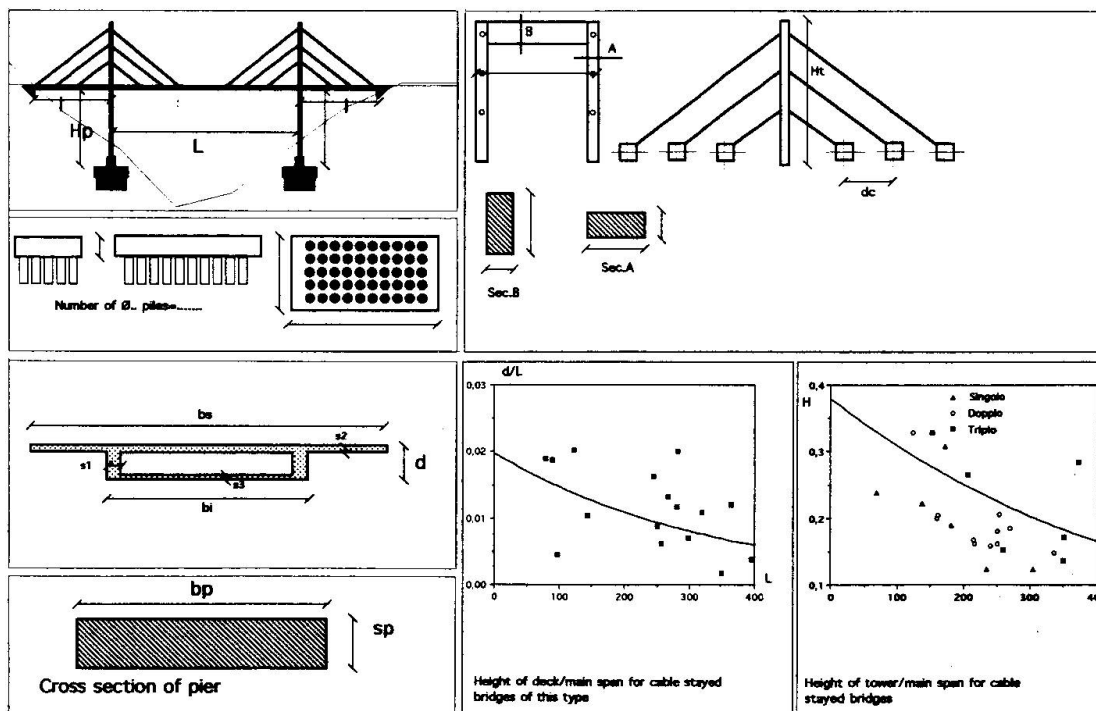 Hp
L
l
l
B
A
Ht
dc
Sec.B
Sec.A
Number of Ø.. piles=.......
bs
s2
s1
d
s3
bi
bp
sp
Cross section of pier
d/L
0,03
0,02
0,01
0,00
0
100
200
300
400
L
Height of deck/main span for cable stayed
bridges of this type
0,4
H
Singolo
Doppio
Triplo
0,3
0,2
0,1
0
100
200
300
Height of tower/main span for cable
stayed bridges